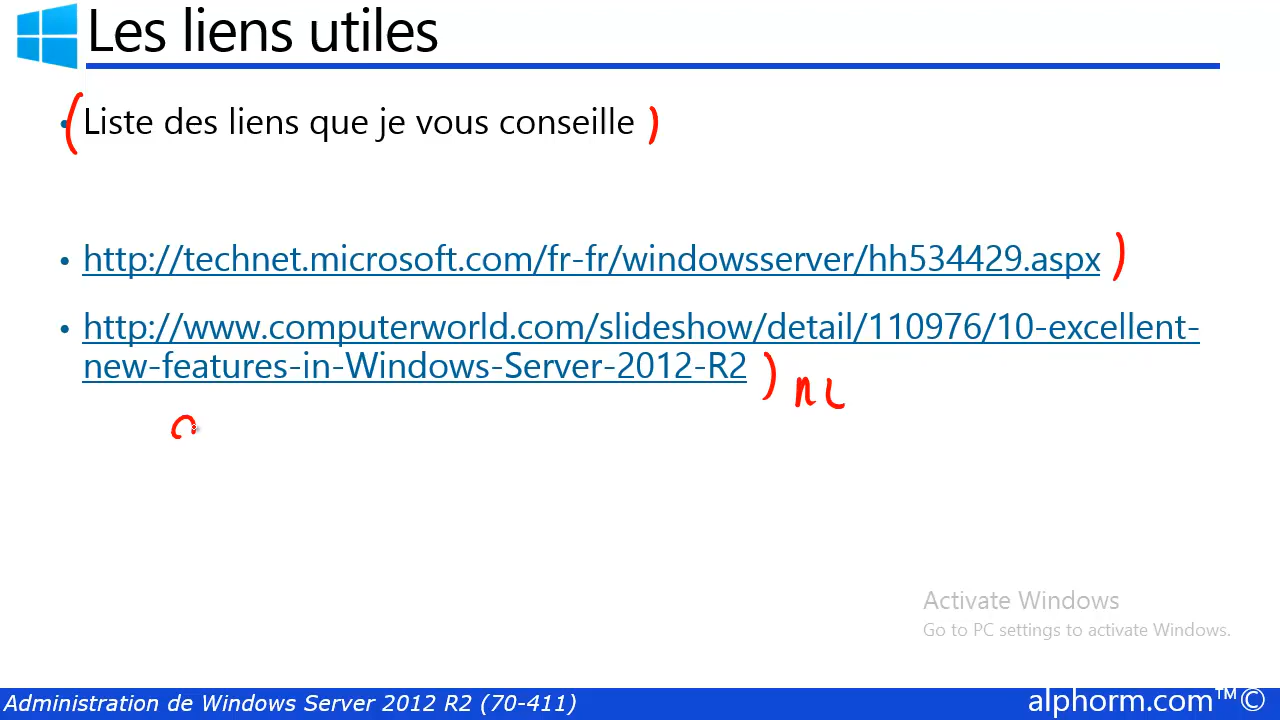 Les liens utiles
( • Liste des liens que je vous conseille )
• http://technet.microsoft.com/fr-fr/windowsserver/hh534429.aspx )
• http://www.computerworld.com/slideshow/detail/110976/10-excellent-
new-features-in-Windows-Server-2012-R2 )
Activate Windows
Go to PC settings to activate Windows.
Administration de Windows Server 2012 R2 (70-411)
alphorm.com™©